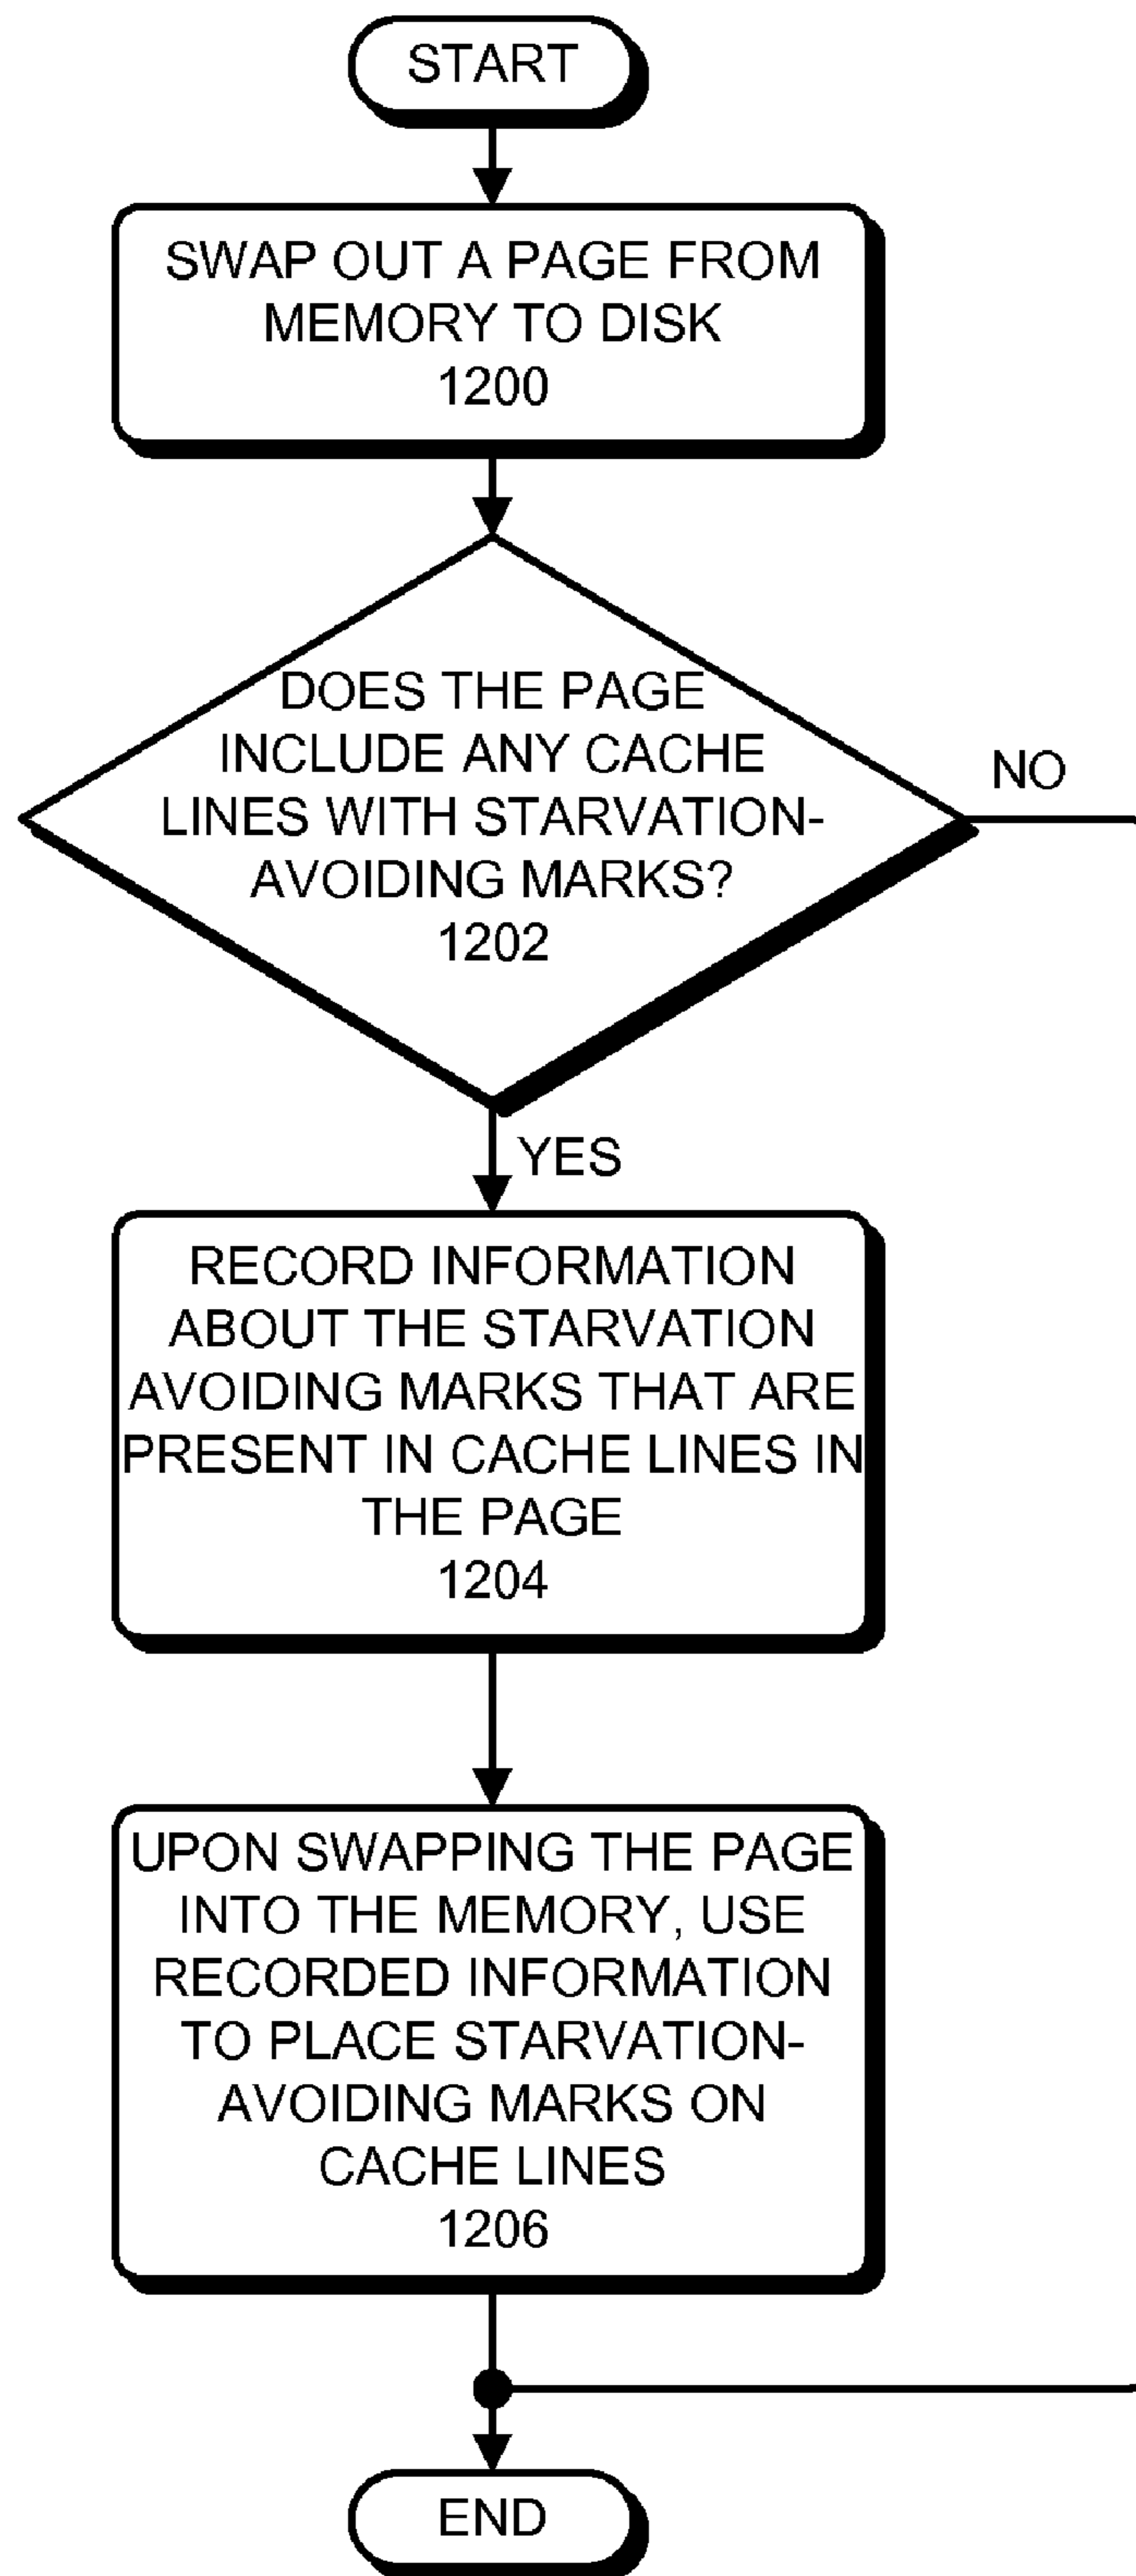 START
SWAP OUT A PAGE FROM
MEMORY TO DISK
1200
DOES THE PAGE
INCLUDE ANY CACHE
LINES WITH STARVATION-
AVOIDING MARKS?
1202
NO
YES
RECORD INFORMATION
ABOUT THE STARVATION
AVOIDING MARKS THAT ARE
PRESENT IN CACHE LINES IN
THE PAGE
1204
UPON SWAPPING THE PAGE
INTO THE MEMORY, USE
RECORDED INFORMATION
TO PLACE STARVATION-
AVOIDING MARKS ON
CACHE LINES
1206
END